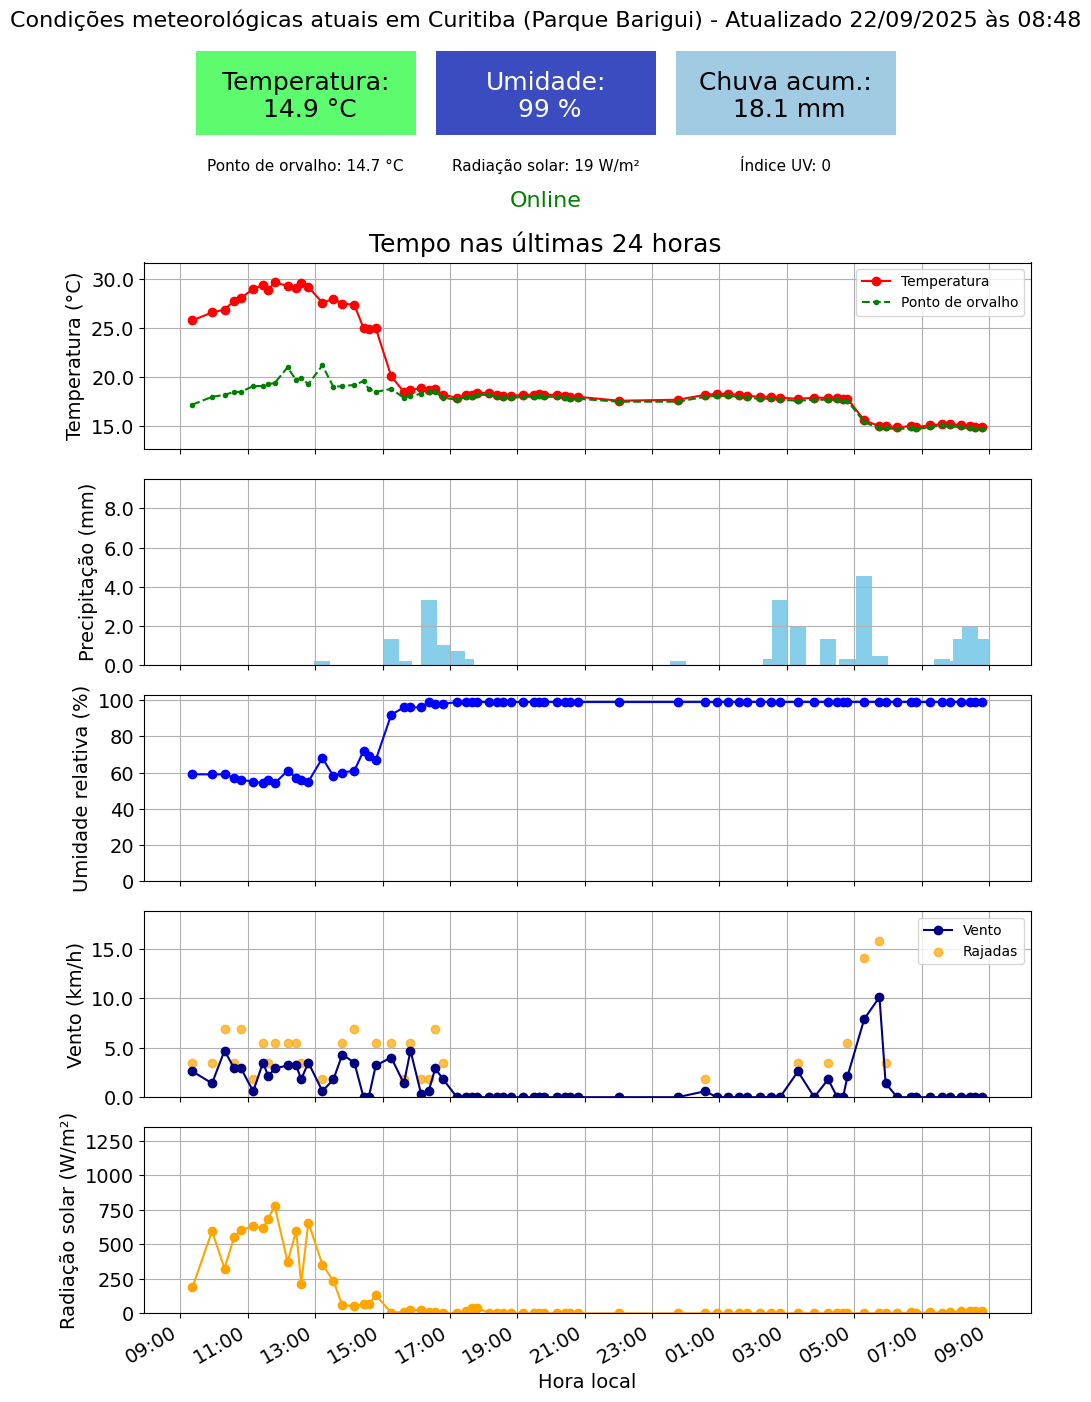 Condições meteorológicas atuais em Curitiba (Parque Barigui) - Atualizado 22/09/2025 às 08:48
Temperatura:
14.9 °C
Umidade:
99 %
Chuva acum.:
18.1 mm
Ponto de orvalho: 14.7 °C
Radiação solar: 19 W/m²
Índice UV: 0
Online
Tempo nas últimas 24 horas
Temperatura (°C)
30.0
25.0
20.0
15.0
Temperatura
Ponto de orvalho
Precipitação (mm)
8.0
6.0
4.0
2.0
0.0
Umidade relativa (%)
100
80
60
40
20
0
Vento (km/h)
15.0
10.0
5.0
0.0
Vento
Rajadas
Radiação solar (W/m²)
1250
1000
750
500
250
0
09:00
11:00
13:00
15:00
17:00
19:00
21:00
23:00
01:00
03:00
05:00
07:00
09:00
Hora local